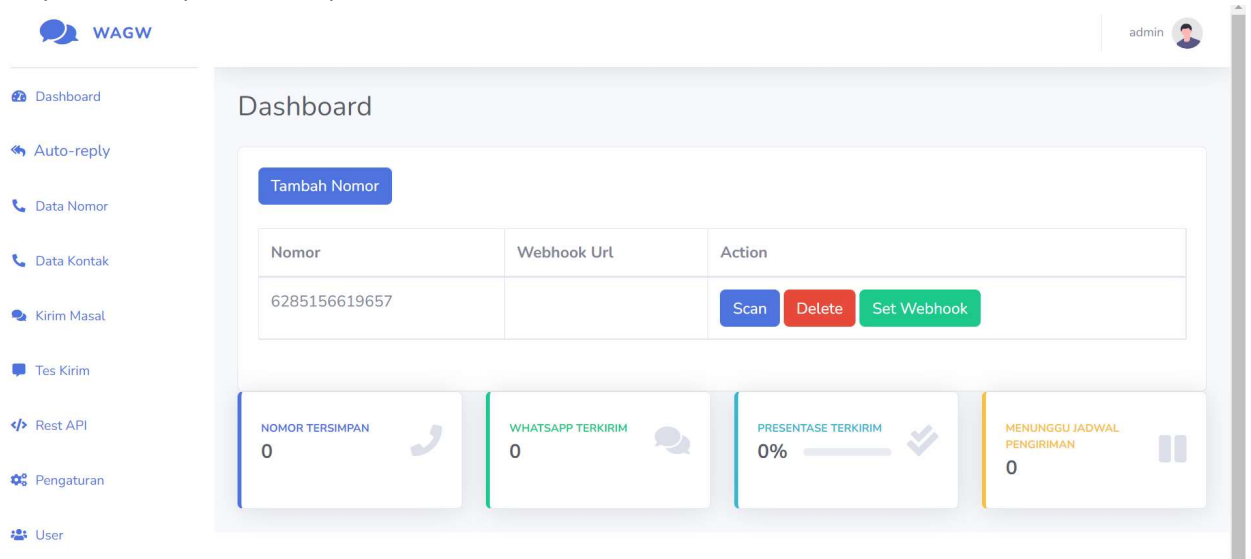 WAGW
admin
Dashboard
Auto-reply
Data Nomor
Data Kontak
Kirim Masal
Tes Kirim
Rest API
Pengaturan
User
Dashboard
Tambah Nomor
Nomor Webhook Url Action
6285156619657 Scan Delete Set Webhook
NOMOR TERSIMPAN
0
WHATSAPP TERKIRIM
0
PRESENTASE TERKIRIM
0%
MENUNGGU JADWAL
PENGIRIMAN
0